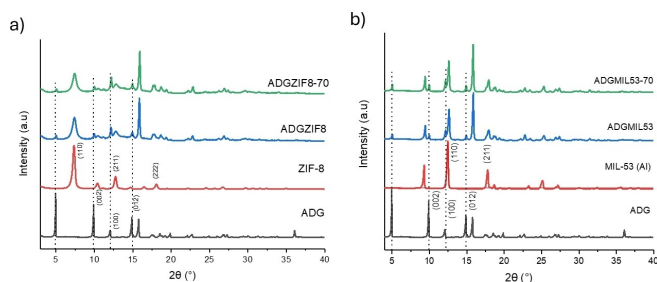 a)
Intensity (a.u)
ADGZIF8-70
ADGZIF8
ZIF-8
ADG
(110)
(002)
(211)
(222)
(100)
(012)
5 10 15 20 25 30 35 40
2θ (°)
b)
Intensity (a.u)
ADGMIL53-70
ADGMIL53
MIL-53 (Al)
ADG
(110)
(211)
(002)
(100)
(012)
5 10 15 20 25 30 35 40
2θ (°)